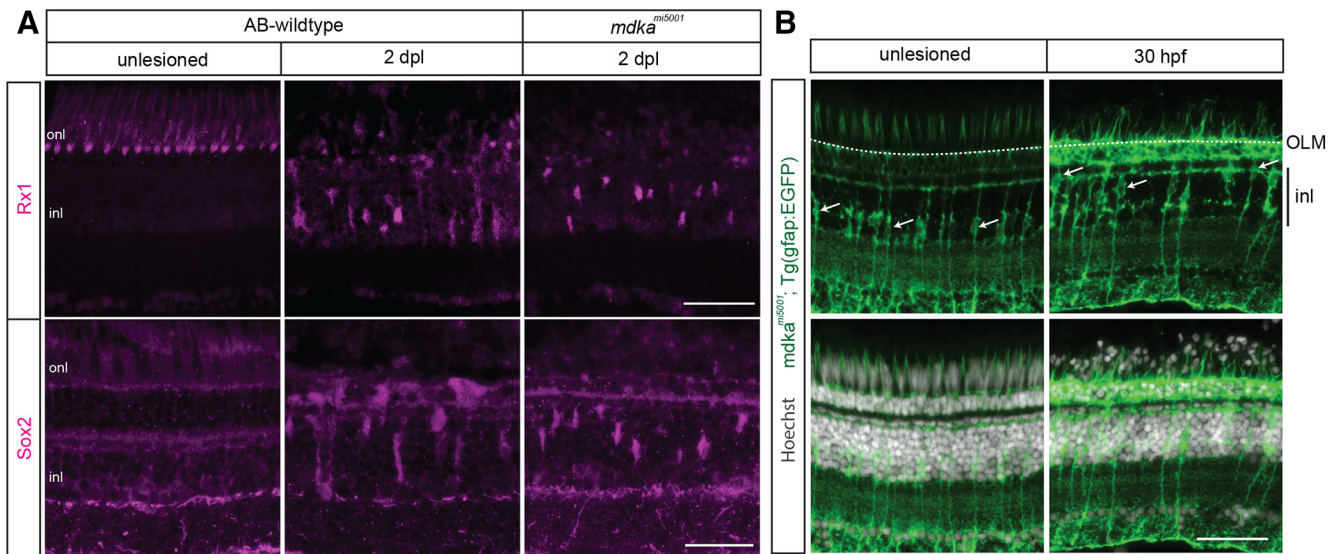 A
AB-wildtype
mdka^mi5001
unlesioned
2 dpl
2 dpl
Rx1
onl
inl
Sox2
onl
inl
B
unlesioned
30 hpf
mdka^mi5001; Tg(gfap:EGFP)
Hoechst
OLM
inl